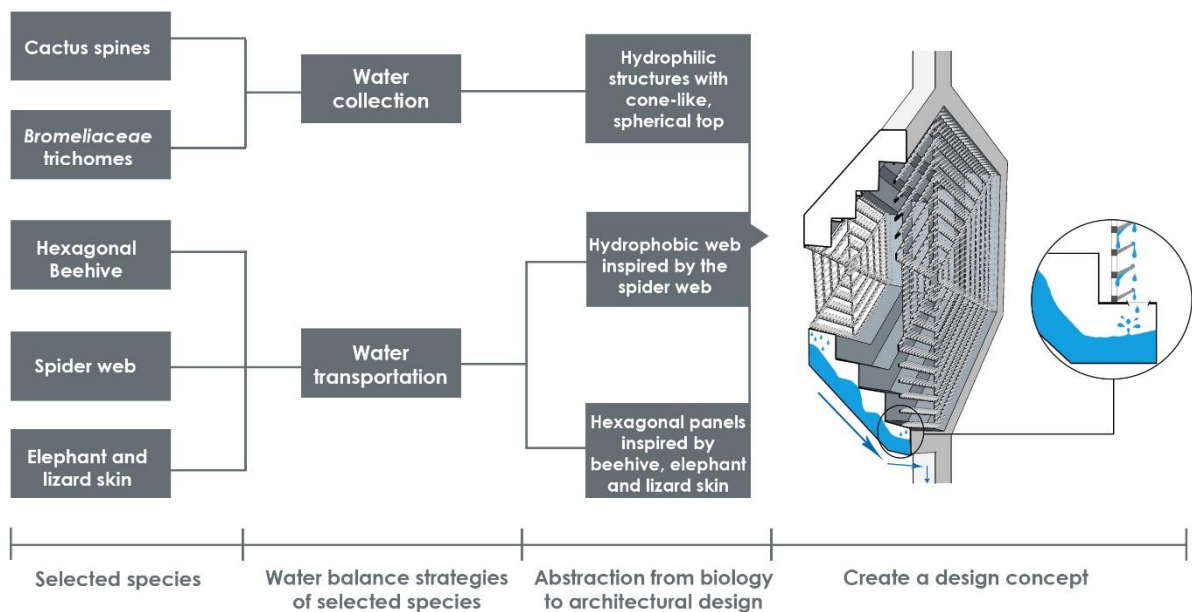 Cactus spines
Bromeliaceae
trichomes
Hexagonal
Beehive
Spider web
Elephant and
lizard skin
Water
collection
Water
transportation
Hydrophilic
structures with
cone-like,
spherical top
Hydrophobic web
inspired by the
spider web
Hexagonal panels
inspired by
beehive, elephant
and lizard skin
Selected species
Water balance strategies
of selected species
Abstraction from biology
to architectural design
Create a design concept